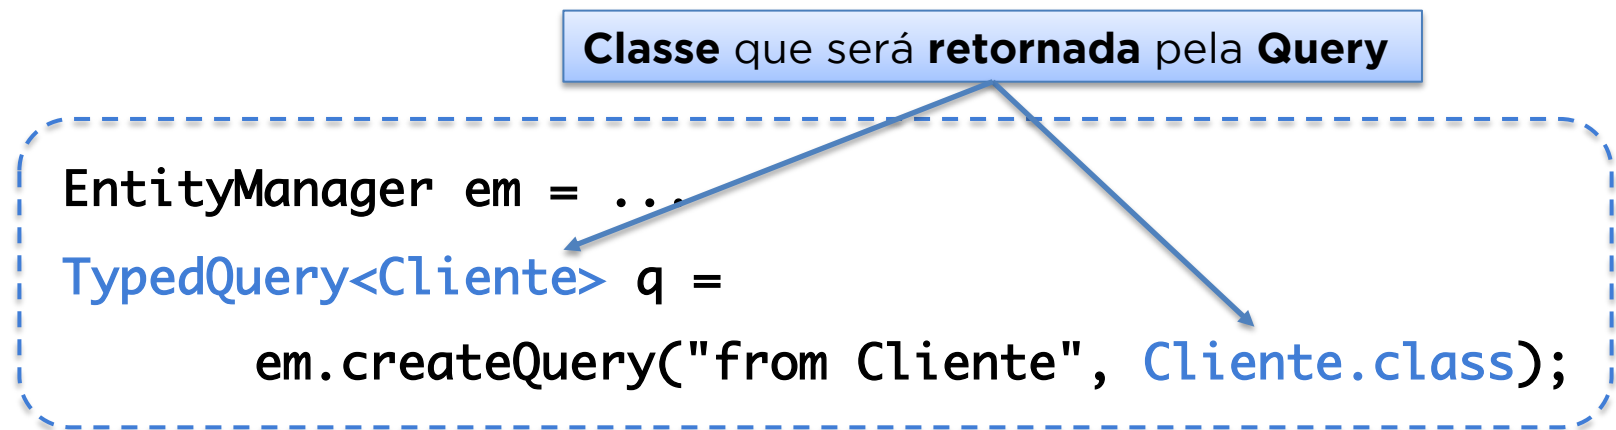 Classe que será retornada pela Query
EntityManager em = ...
TypedQuery<Cliente> q =
em.createQuery("from Cliente", Cliente.class);